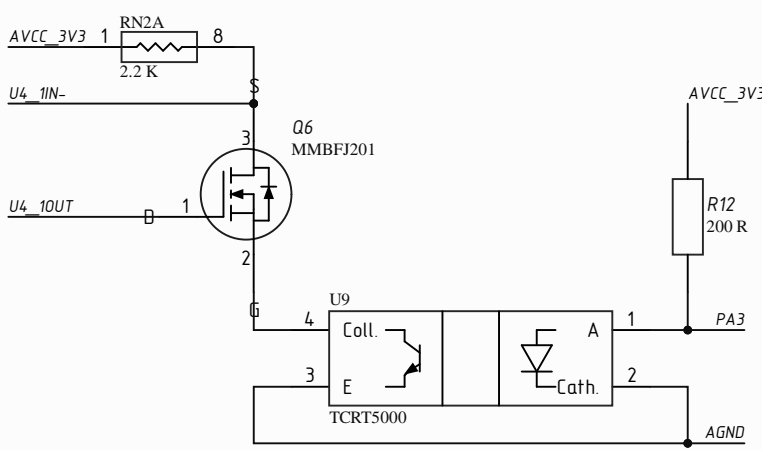 RN2A
AVCC_3V3 1 8
2.2 K
S
U4_1IN-
AVCC_3V3
3
Q6
MMBFJ201
U4_1OUT
D
1
R12
200 R
2
G
U9
4 Coll. A 1 PA3
3 E Cath. 2
TCRT5000
AGND